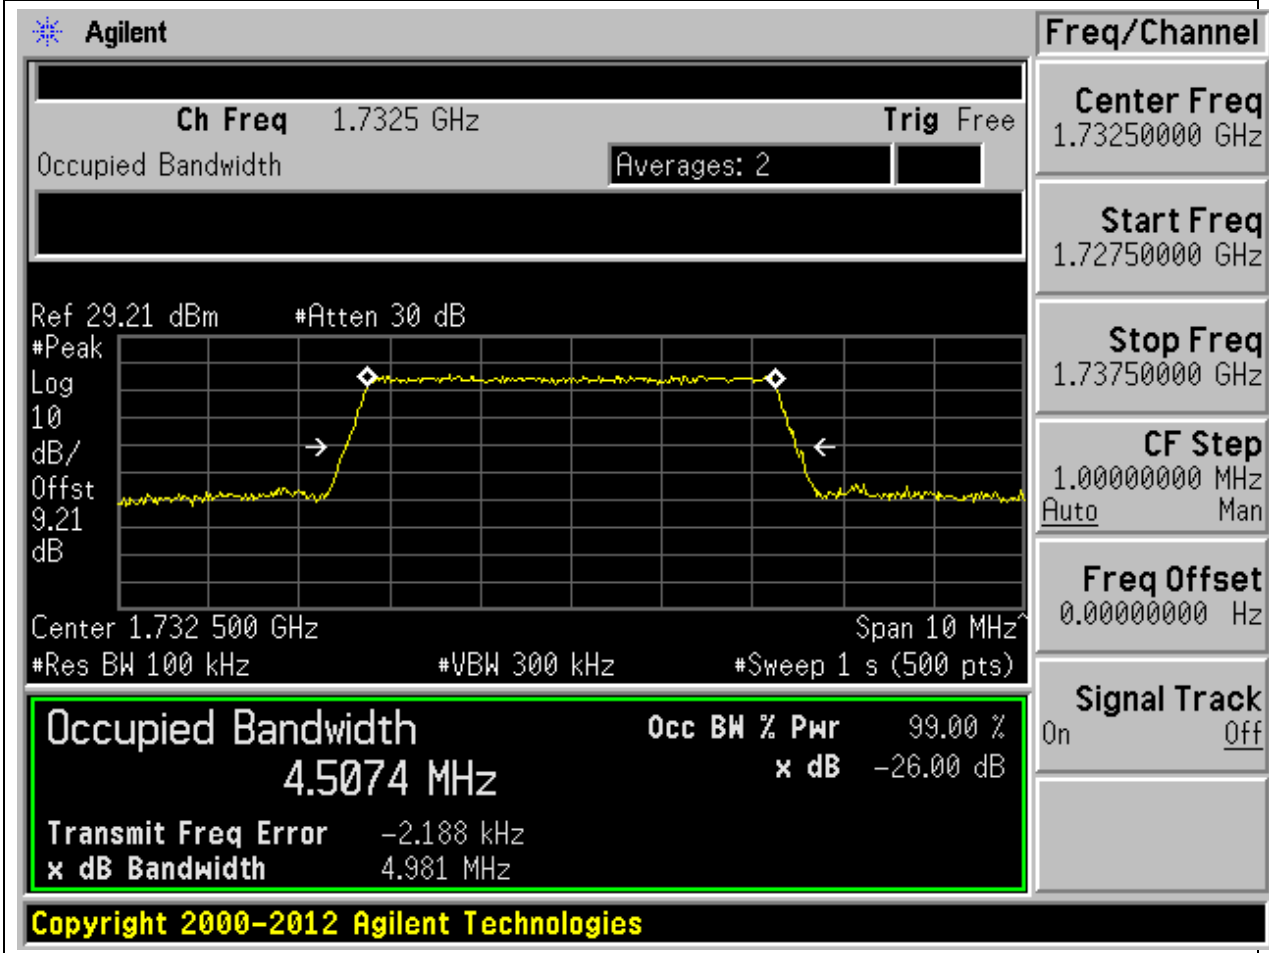 Agilent
Freq/Channel
Ch Freq 1.7325 GHz Trig Free
Occupied Bandwidth Averages: 2
Center Freq
1.73250000 GHz
Start Freq
1.72750000 GHz
Stop Freq
1.73750000 GHz
CF Step
1.00000000 MHz
Auto Man
Freq Offset
0.00000000 Hz
Signal Track
On Off
Ref 29.21 dBm #Atten 30 dB
#Peak
Log
10
dB/
Offst
9.21
dB
Center 1.732 500 GHz Span 10 MHz^
#Res BW 100 kHz #VBW 300 kHz #Sweep 1 s (500 pts)
Occupied Bandwidth Occ BW % Pwr 99.00 %
4.5074 MHz x dB -26.00 dB
Transmit Freq Error -2.188 kHz
x dB Bandwidth 4.981 MHz
Copyright 2000-2012 Agilent Technologies